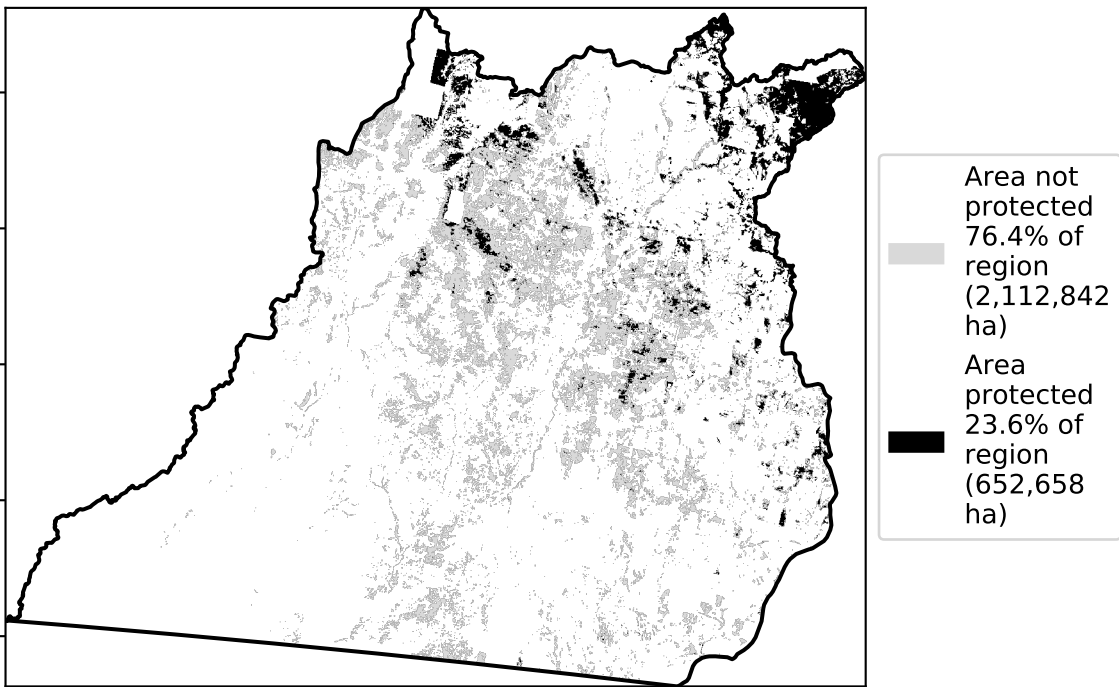 Area not
protected
76.4% of
region
(2,112,842
ha)
Area
protected
23.6% of
region
(652,658
ha)